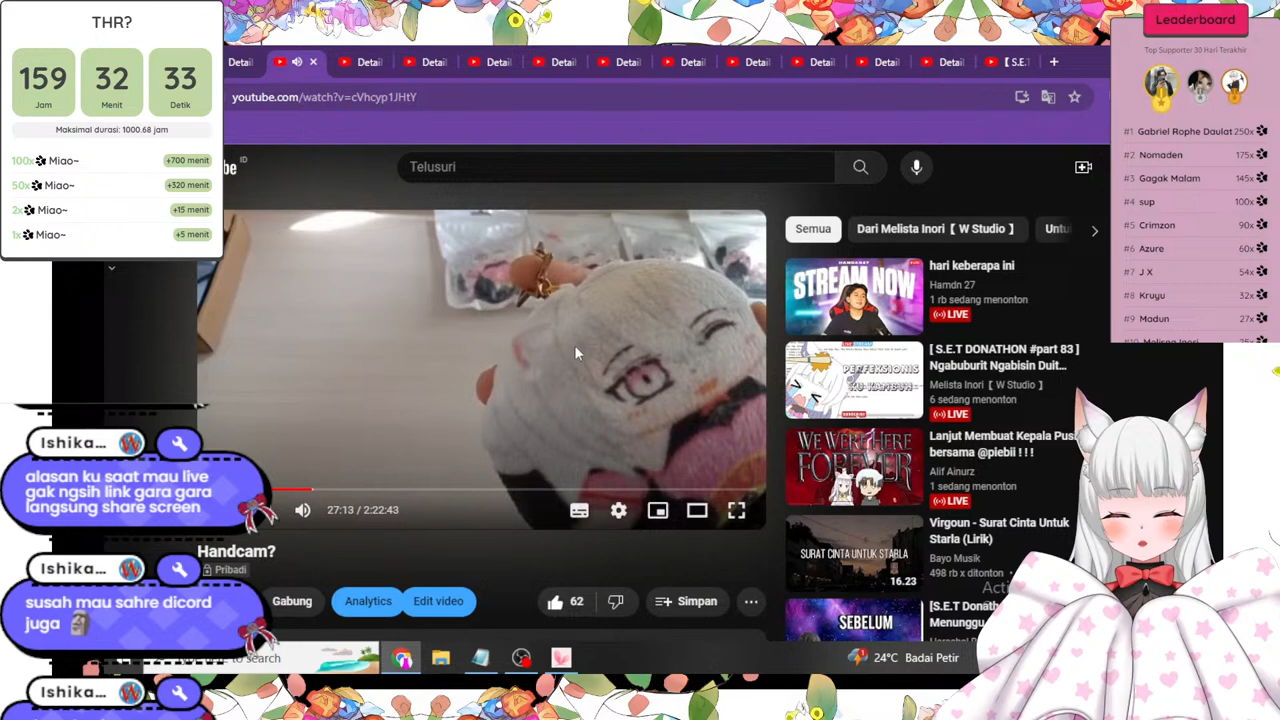 THR?
159
Jam
32
Menit
33
Detik
Maksimal durasi: 1000.68 jam
100x Miao~ +700 menit
50x Miao~ +320 menit
2x Miao~ +15 menit
1x Miao~ +5 menit
Detail
Detail
Detail
Detail
Detail
Detail
Detail
Detail
Detail
Detail
Detail
youtube.com/watch?v=cVhcyp1JHtY
ID
Telusuri
27:13 / 2:22:43
Handcam?
Pribadi
Gabung
Analytics
Edit video
62
Simpan
Semua
Dari Melista Inori【 W Studio 】
STREAM NOW
hari keberapa ini
Hamdn 27
1 rb sedang menonton
LIVE
[ S.E.T DONATHON #part 83 ]
Ngabuburit Ngabisin Duit...
Melista Inori【 W Studio 】
6 sedang menonton
LIVE
WE WERE HERE
FOREVER
Lanjut Membuat Kepala Pus
bersama @piebii ! ! !
Alif Ainurz
1 sedang menonton
LIVE
SURAT CINTA UNTUK STARLA
16.23
Virgoun - Surat Cinta Untuk
Starla (Lirik)
Bayo Musik
498 rb x ditonton
SEBELUM
Menunggu
24°C Badai Petir
Leaderboard
Top Supporter 30 Hari Terakhir
#1 Gabriel Rophe Daulat 250x
#2 Nomaden 175x
#3 Gagak Malam 145x
#4 sup 100x
#5 Crimzon 90x
#6 Azure 60x
#7 J X 54x
#8 Kruyu 32x
#9 Madun 27x
Ishika...
alasan ku saat mau live
gak ngsih link gara gara
langsung share screen
Ishika...
susah mau sahre dicord
juga
Ishika...